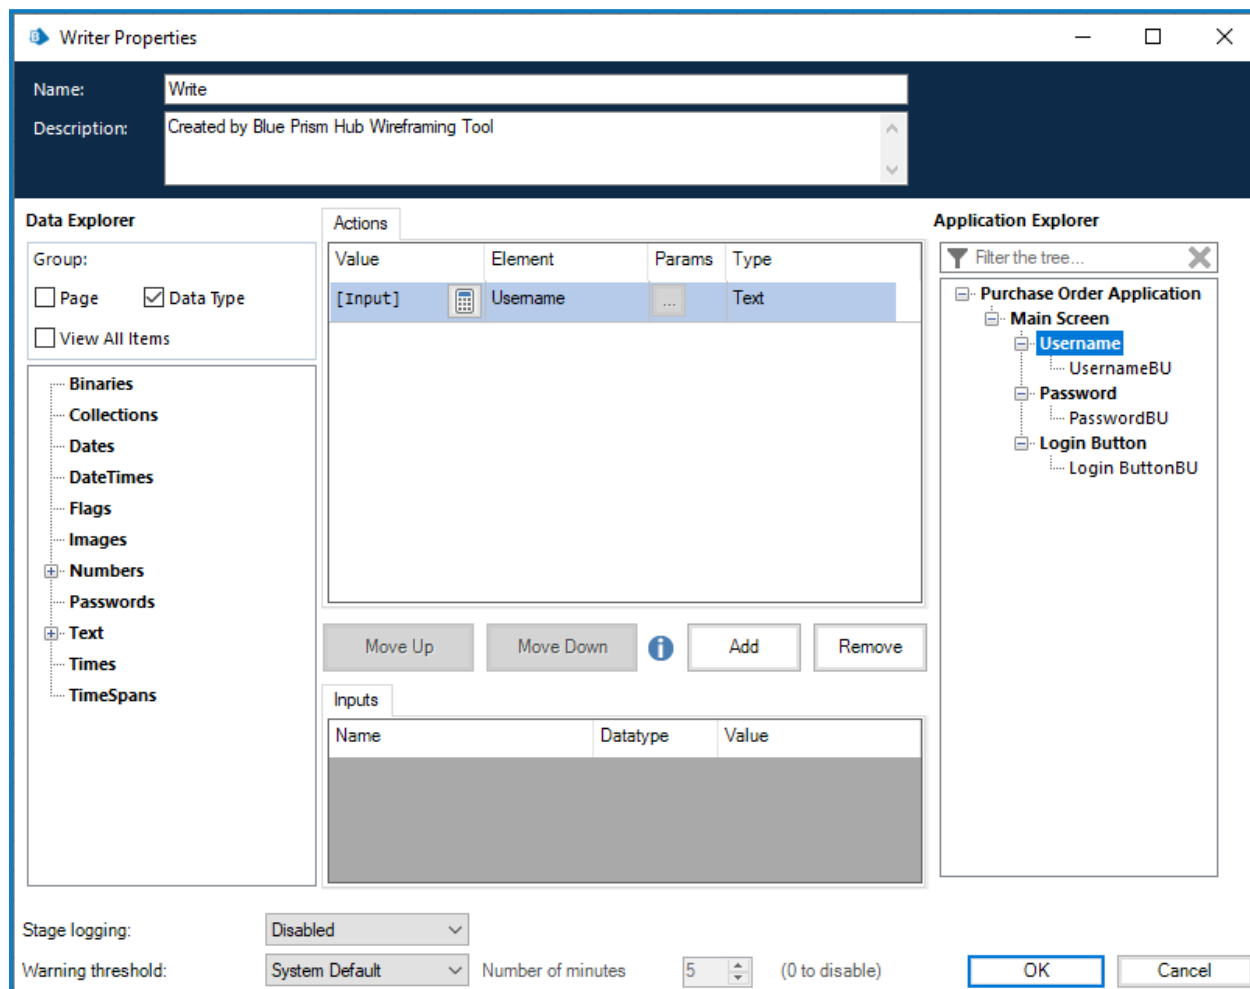 Writer Properties
Name: Write
Description: Created by Blue Prism Hub Wireframing Tool
Data Explorer
Group:
Page Data Type
View All Items
Binaries
Collections
Dates
DateTimes
Flags
Images
Numbers
Passwords
Text
Times
TimeSpans
Actions
Value Element Params Type
[Input] Username ... Text
Move Up Move Down i Add Remove
Inputs
Name Datatype Value
Application Explorer
Filter the tree...
Purchase Order Application
Main Screen
Username
UsernameBU
Password
PasswordBU
Login Button
Login ButtonBU
Stage logging: Disabled
Warning threshold: System Default Number of minutes 5 (0 to disable)
OK Cancel